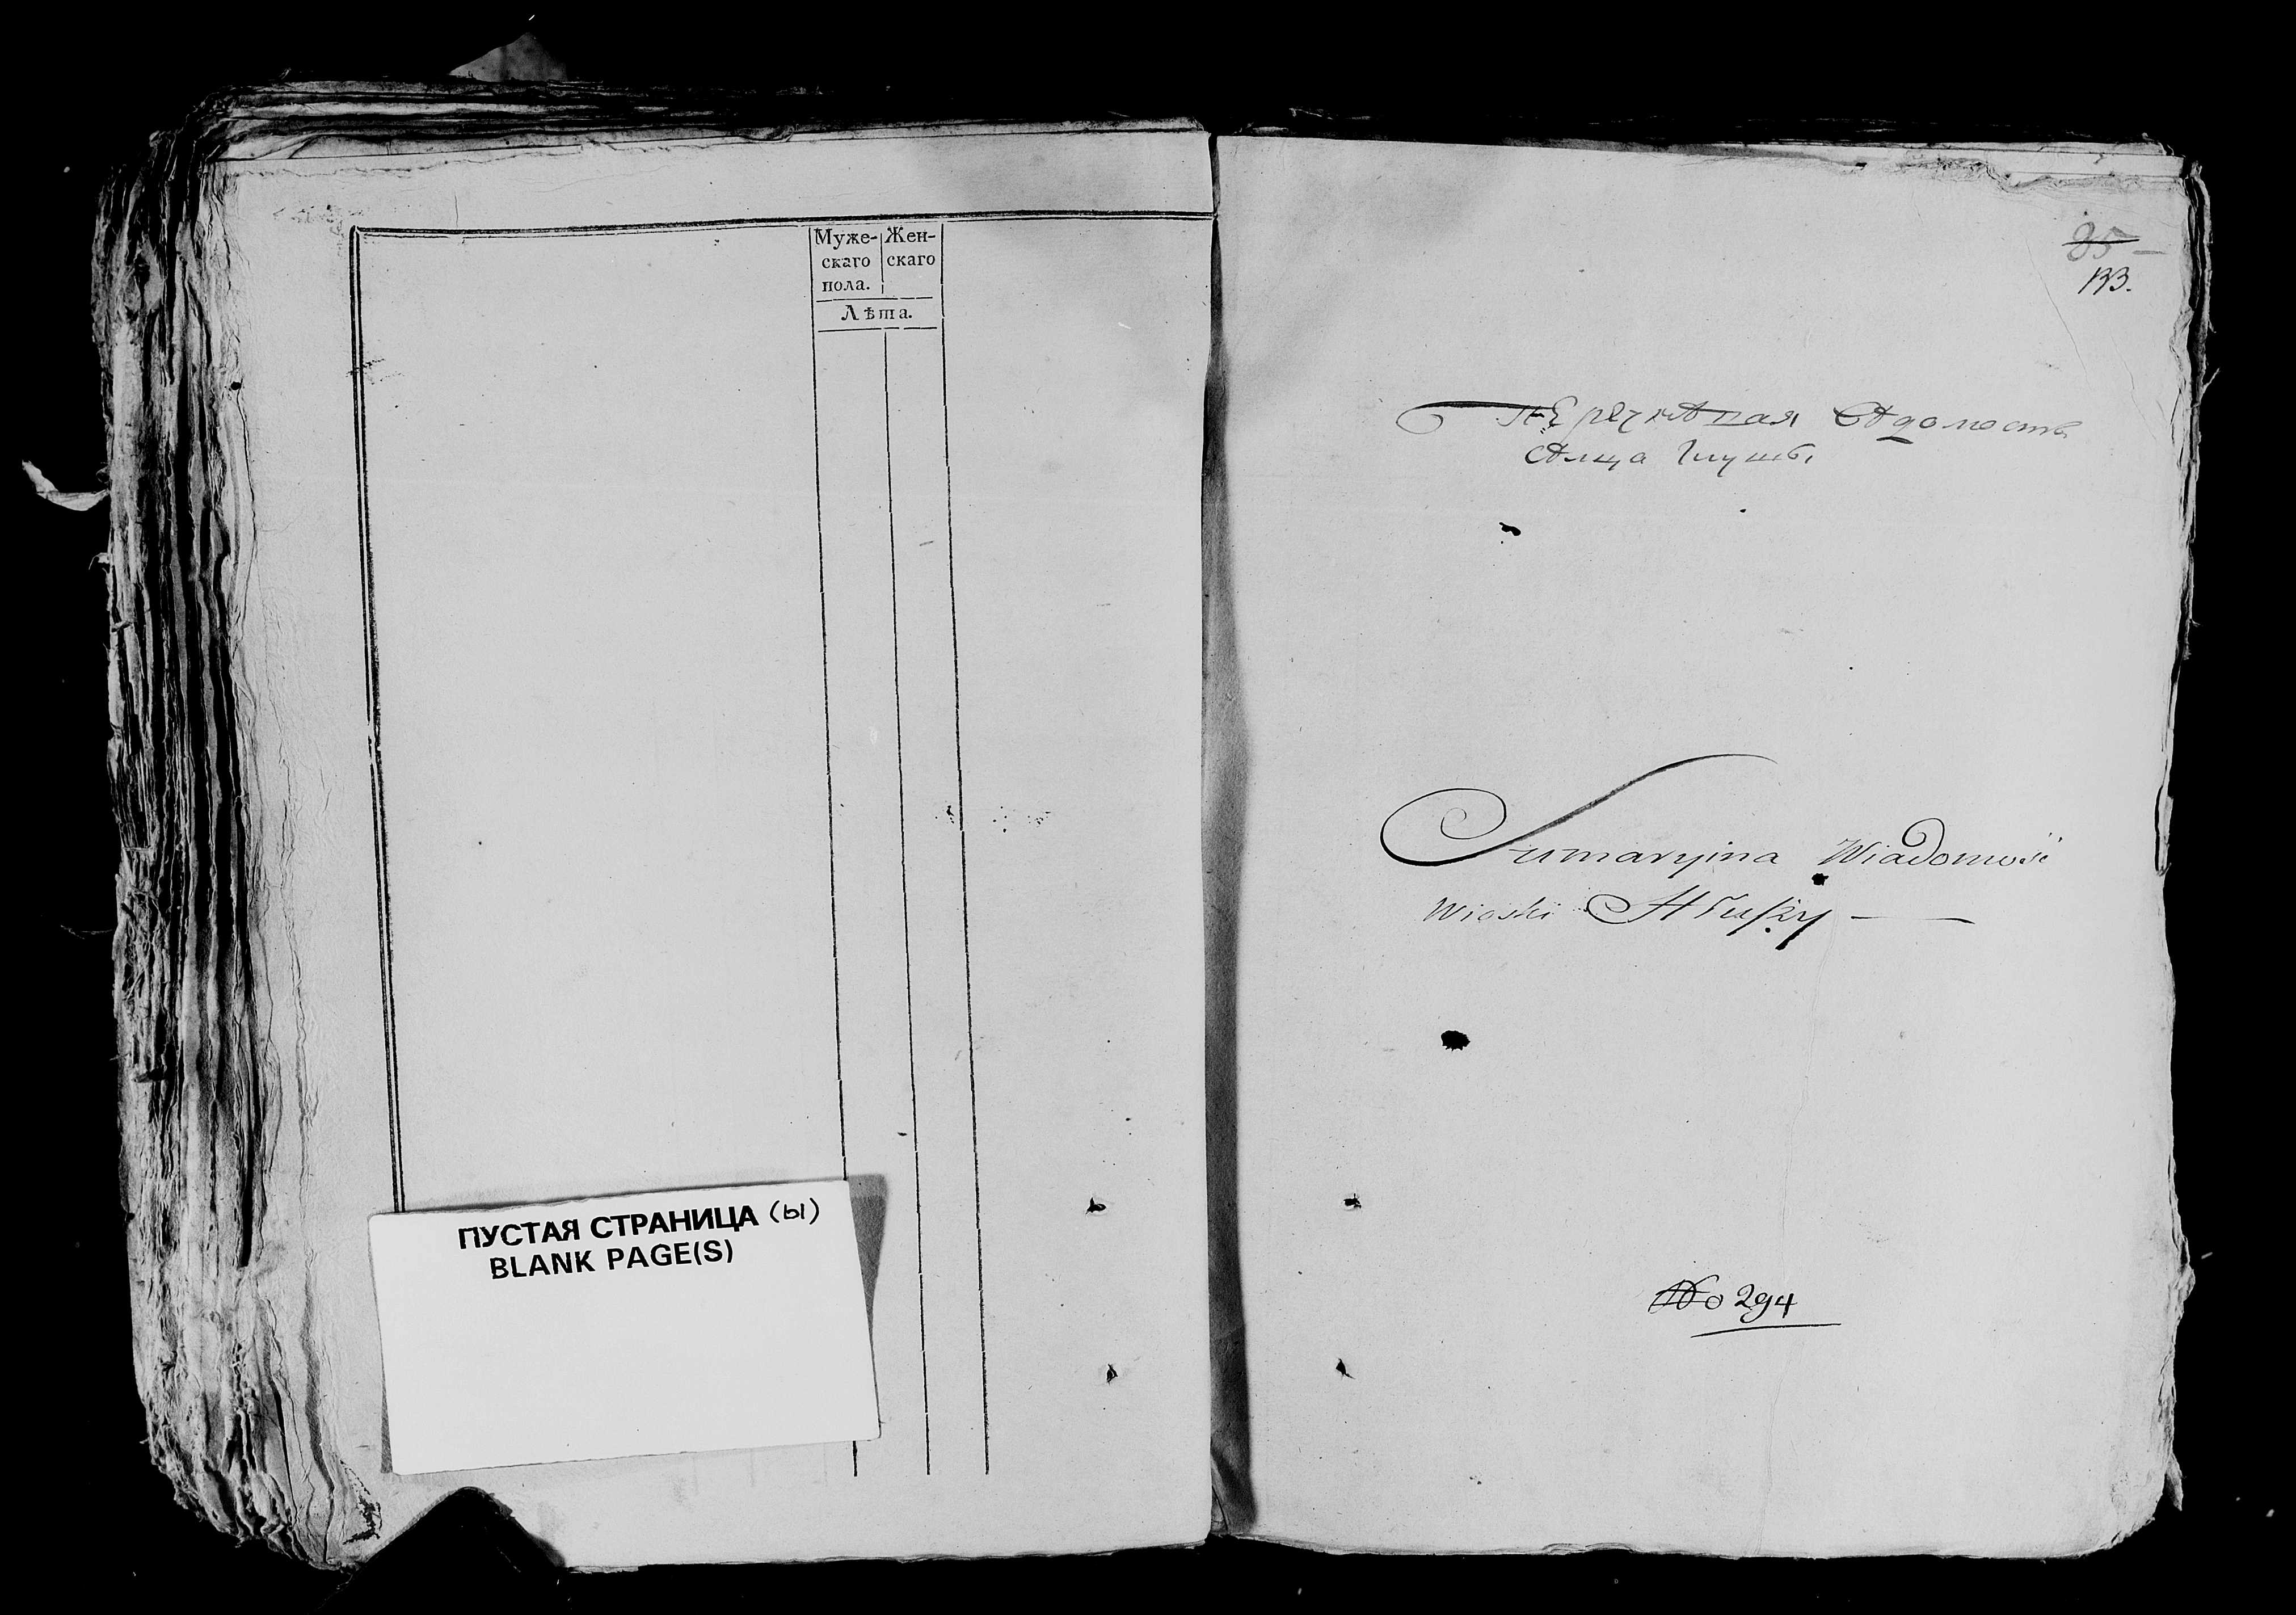 Муже-
скаго
пола.
Жен-
скаго
Лѣта.
ПУСТАЯ СТРАНИЦА (Ы)
BLANK PAGE(S)
85
133.
Перечневая Вѣдомость
Сѣлца Глушы
Sumaryina Wiadomość
Wioski Hłuszy
No 294